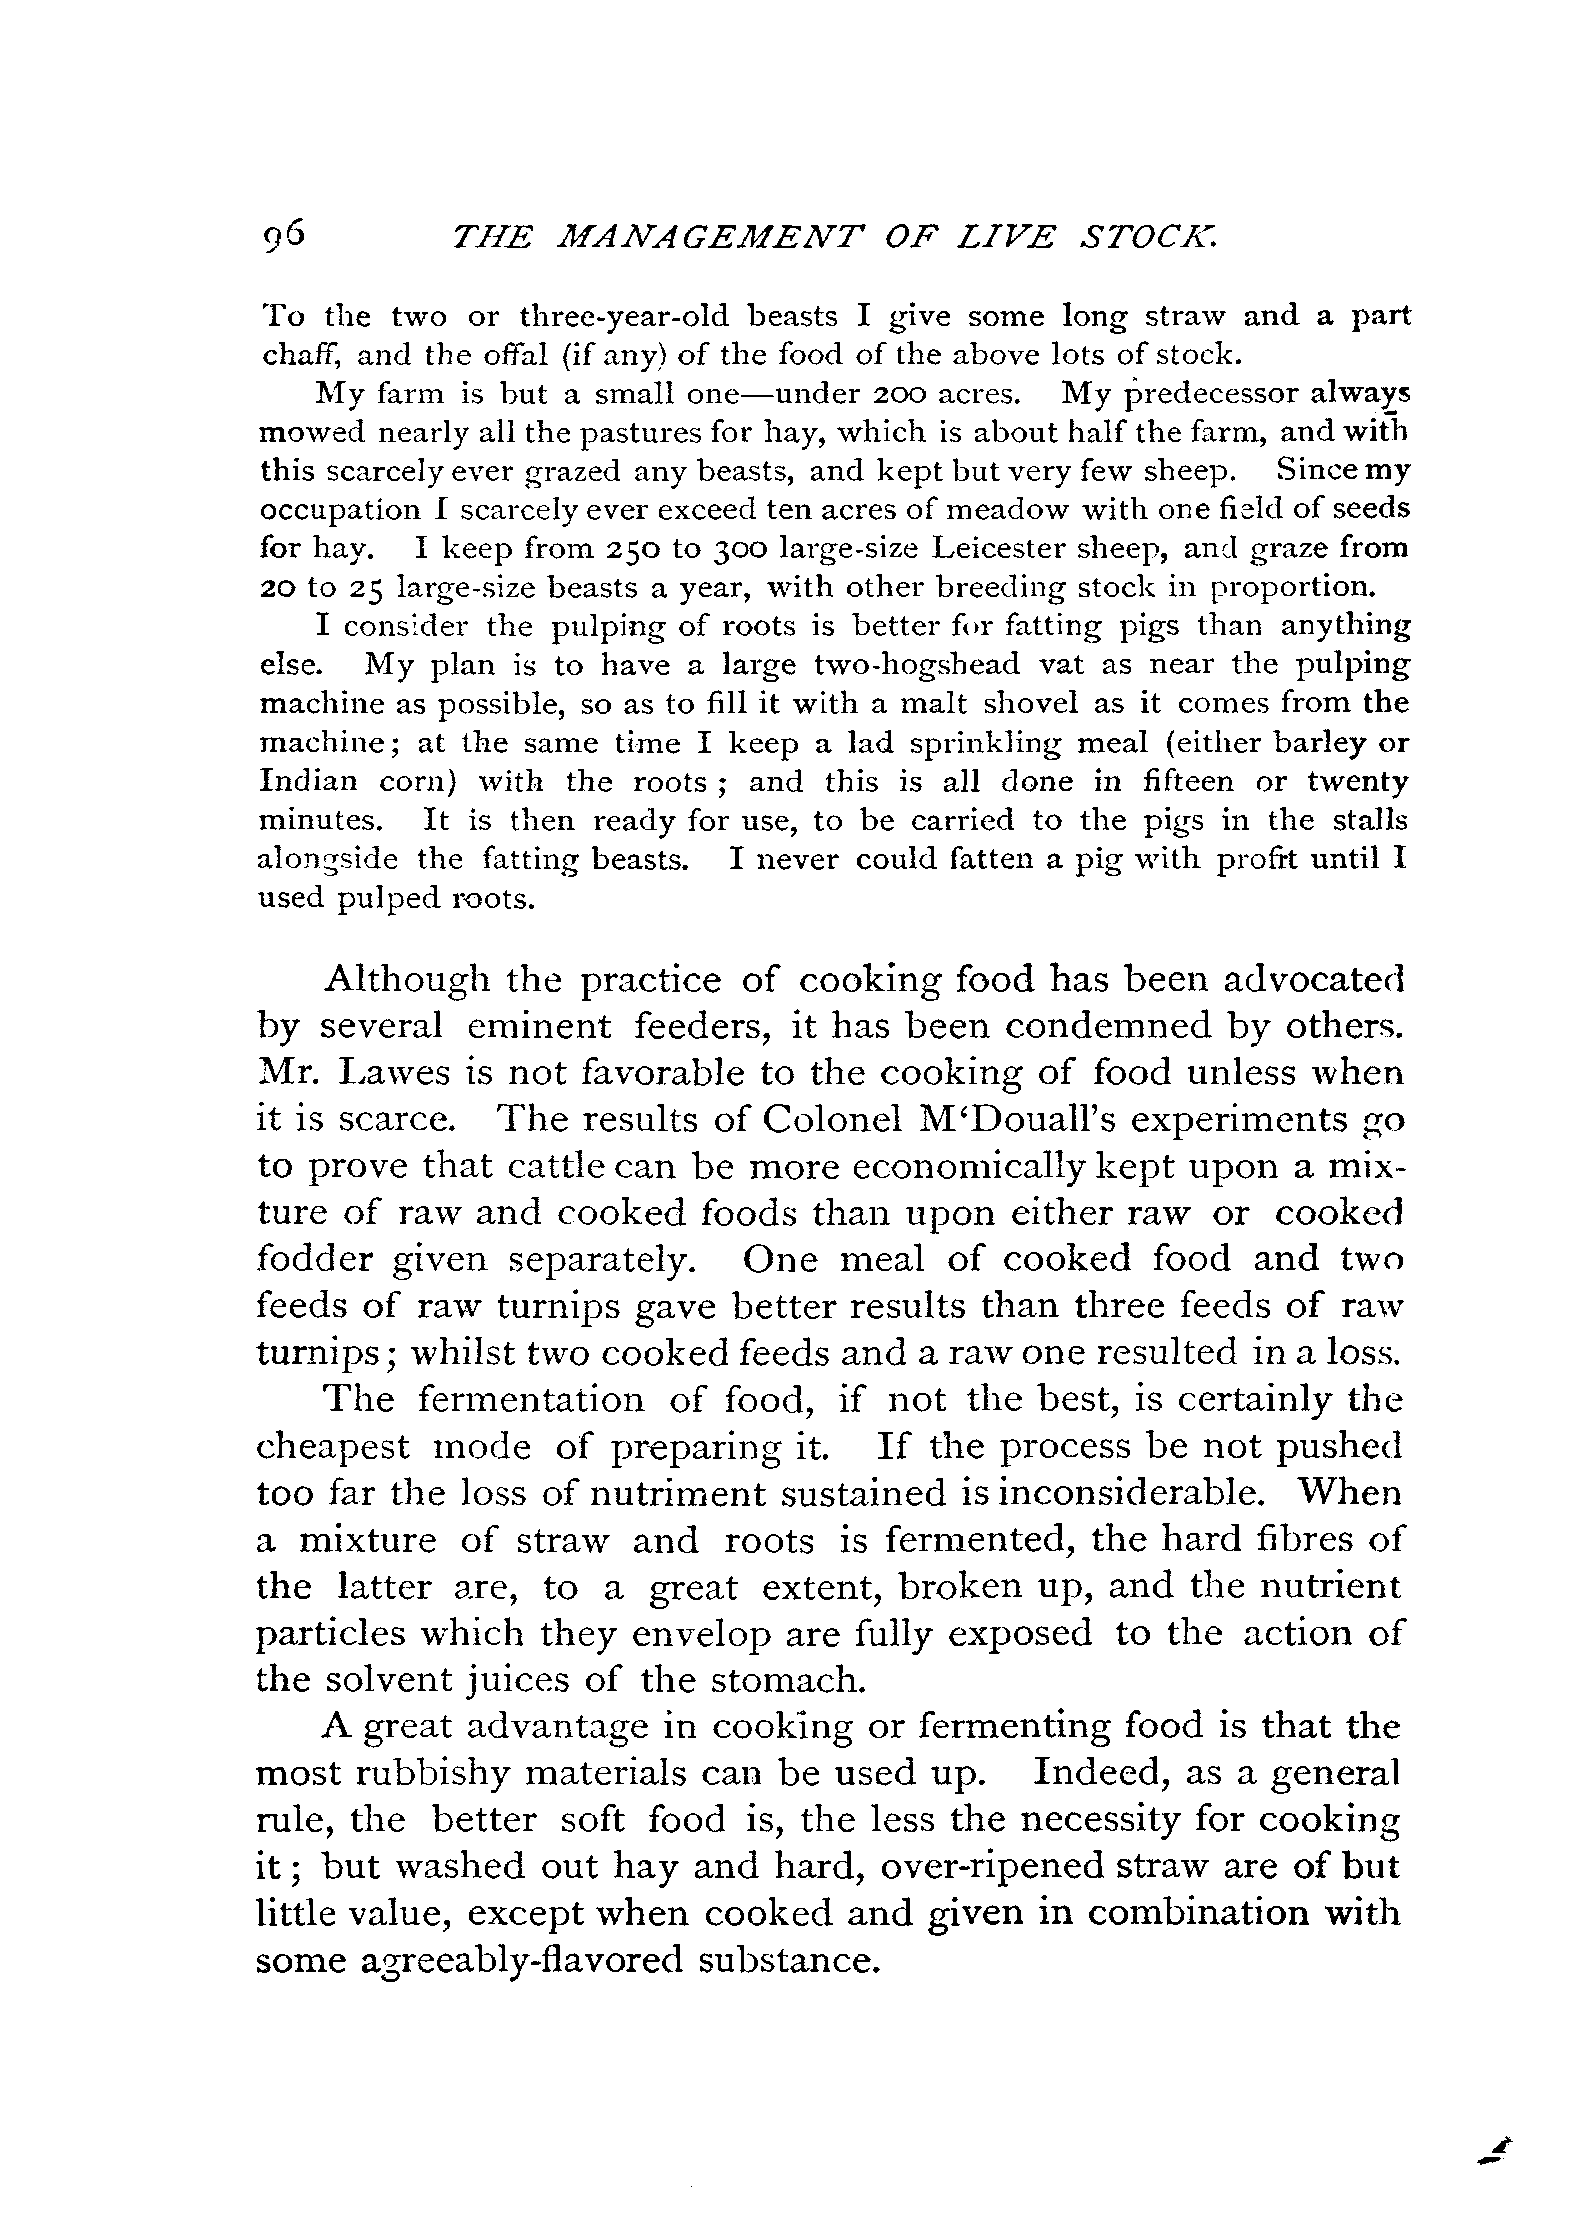 96 THE MANAGEMENT OF LIVE STOCK.
To the two or three-year-old beasts I give some long straw and a part
chaff, and the offal (if any) of the food of the above lots of stock.
My farm is but a small one—under 200 acres. My predecessor always
mowed nearly all the pastures for hay, which is about half the farm, and with
this scarcely ever grazed any beasts, and kept but very few sheep. Since my
occupation I scarcely ever exceed ten acres of meadow with one field of seeds
for hay. I keep from 250 to 300 large-size Leicester sheep, and graze from
20 to 25 large-size beasts a year, with other breeding stock in proportion.
I consider the pulping of roots is better for fatting pigs than anything
else. My plan is to have a large two-hogshead vat as near the pulping
machine as possible, so as to fill it with a malt shovel as it comes from the
machine; at the same time I keep a lad sprinkling meal (either barley or
Indian corn) with the roots; and this is all done in fifteen or twenty
minutes. It is then ready for use, to be carried to the pigs in the stalls
alongside the fatting beasts. I never could fatten a pig with profit until I
used pulped roots.
Although the practice of cooking food has been advocated
by several eminent feeders, it has been condemned by others.
Mr. Lawes is not favorable to the cooking of food unless when
it is scarce. The results of Colonel M‘Douall’s experiments go
to prove that cattle can be more economically kept upon a mix-
ture of raw and cooked foods than upon either raw or cooked
fodder given separately. One meal of cooked food and two
feeds of raw turnips gave better results than three feeds of raw
turnips; whilst two cooked feeds and a raw one resulted in a loss.
The fermentation of food, if not the best, is certainly the
cheapest mode of preparing it. If the process be not pushed
too far the loss of nutriment sustained is inconsiderable. When
a mixture of straw and roots is fermented, the hard fibres of
the latter are, to a great extent, broken up, and the nutrient
particles which they envelop are fully exposed to the action of
the solvent juices of the stomach.
A great advantage in cooking or fermenting food is that the
most rubbishy materials can be used up. Indeed, as a general
rule, the better soft food is, the less the necessity for cooking
it; but washed out hay and hard, over-ripened straw are of but
little value, except when cooked and given in combination with
some agreeably-flavored substance.